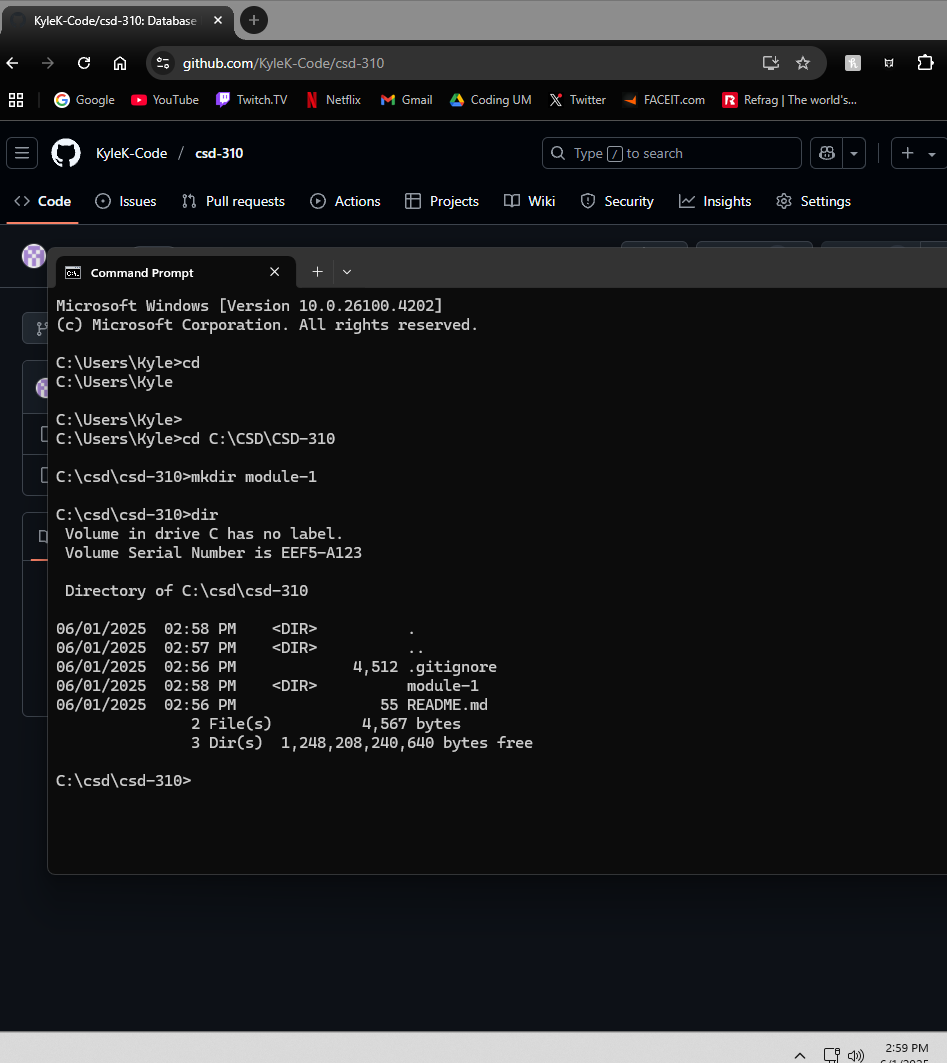 KyleK-Code/csd-310: Database
github.com/KyleK-Code/csd-310
Google YouTube Twitch.TV Netflix Gmail Coding UM Twitter FACEIT.com Refrag | The world's...
KyleK-Code / csd-310 Type / to search
Code Issues Pull requests Actions Projects Wiki Security Insights Settings
Command Prompt
Microsoft Windows [Version 10.0.26100.4202]
(c) Microsoft Corporation. All rights reserved.
C:\Users\Kyle>cd
C:\Users\Kyle
C:\Users\Kyle>
C:\Users\Kyle>cd C:\CSD\CSD-310
C:\csd\csd-310>mkdir module-1
C:\csd\csd-310>dir
Volume in drive C has no label.
Volume Serial Number is EEF5-A123
Directory of C:\csd\csd-310
06/01/2025  02:58 PM    <DIR>          .
06/01/2025  02:57 PM    <DIR>          ..
06/01/2025  02:56 PM             4,512 .gitignore
06/01/2025  02:58 PM    <DIR>          module-1
06/01/2025  02:56 PM                55 README.md
2 File(s)          4,567 bytes
3 Dir(s)  1,248,208,240,640 bytes free
C:\csd\csd-310>
2:59 PM